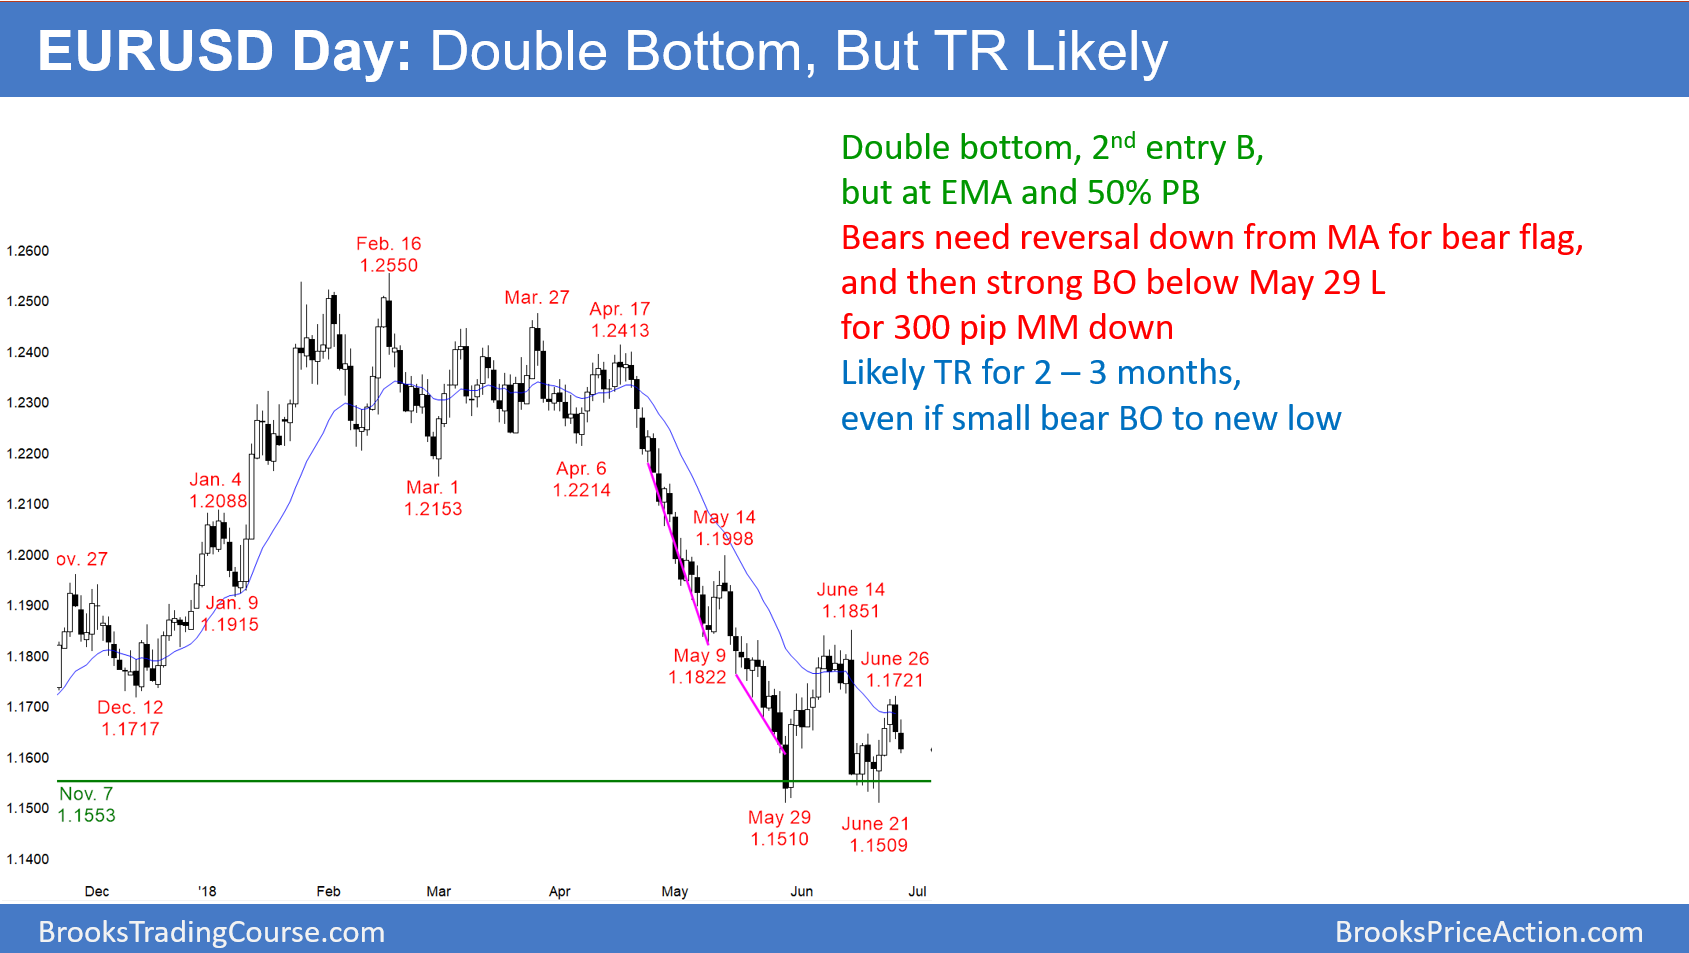 EURUSD Day: Double Bottom, But TR Likely
Double bottom, 2nd entry B,
but at EMA and 50% PB
Bears need reversal down from MA for bear flag,
and then strong BO below May 29 L
for 300 pip MM down
Likely TR for 2 – 3 months,
even if small bear BO to new low
1.2600
1.2500
1.2400
1.2300
1.2200
1.2100
1.2000
1.1900
1.1800
1.1700
1.1600
1.1500
1.1400
ov. 27
Dec. 12
1.1717
Jan. 4
1.2088
Jan. 9
1.1915
Feb. 16
1.2550
Mar. 1
1.2153
Mar. 27
Apr. 6
1.2214
Apr. 17
1.2413
May 9
1.1822
May 14
1.1998
May 29
1.1510
June 14
1.1851
June 21
1.1509
June 26
1.1721
Nov. 7
1.1553
Dec '18 Feb Mar Apr May Jun Jul
BrooksTradingCourse.com
BrooksPriceAction.com